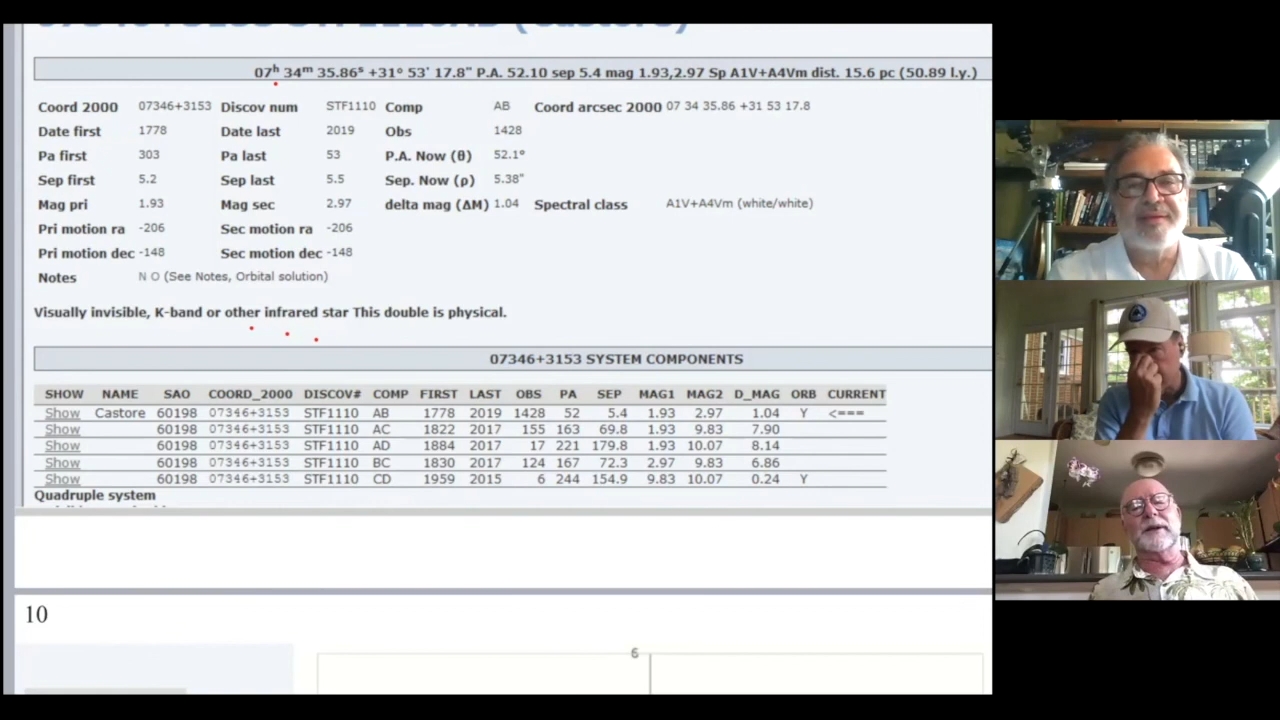 07h 34m 35.86s +31° 53' 17.8" P.A. 52.10 sep 5.4 mag 1.93,2.97 Sp A1V+A4Vm dist. 15.6 pc (50.89 l.y.)
Coord 2000 07346+3153 Discov num STF1110 Comp AB Coord arcsec 2000 07 34 35.86 +31 53 17.8
Date first 1778 Date last 2019 Obs 1428
Pa first 303 Pa last 53 P.A. Now (θ) 52.1°
Sep first 5.2 Sep last 5.5 Sep. Now (ρ) 5.38"
Mag pri 1.93 Mag sec 2.97 delta mag (ΔM) 1.04 Spectral class A1V+A4Vm (white/white)
Pri motion ra -206 Sec motion ra -206
Pri motion dec -148 Sec motion dec -148
Notes N O (See Notes, Orbital solution)
Visually invisible, K-band or other infrared star This double is physical.
07346+3153 SYSTEM COMPONENTS
SHOW NAME SAO COORD_2000 DISCOV# COMP FIRST LAST OBS PA SEP MAG1 MAG2 D_MAG ORB CURRENT
Show Castore 60198 07346+3153 STF1110 AB 1778 2019 1428 52 5.4 1.93 2.97 1.04 Y <===
Show 60198 07346+3153 STF1110 AC 1822 2017 155 163 69.8 1.93 9.83 7.90
Show 60198 07346+3153 STF1110 AD 1884 2017 17 221 179.8 1.93 10.07 8.14
Show 60198 07346+3153 STF1110 BC 1830 2017 124 167 72.3 2.97 9.83 6.86
Show 60198 07346+3153 STF1110 CD 1959 2015 6 244 154.9 9.83 10.07 0.24 Y
Quadruple system
10
6